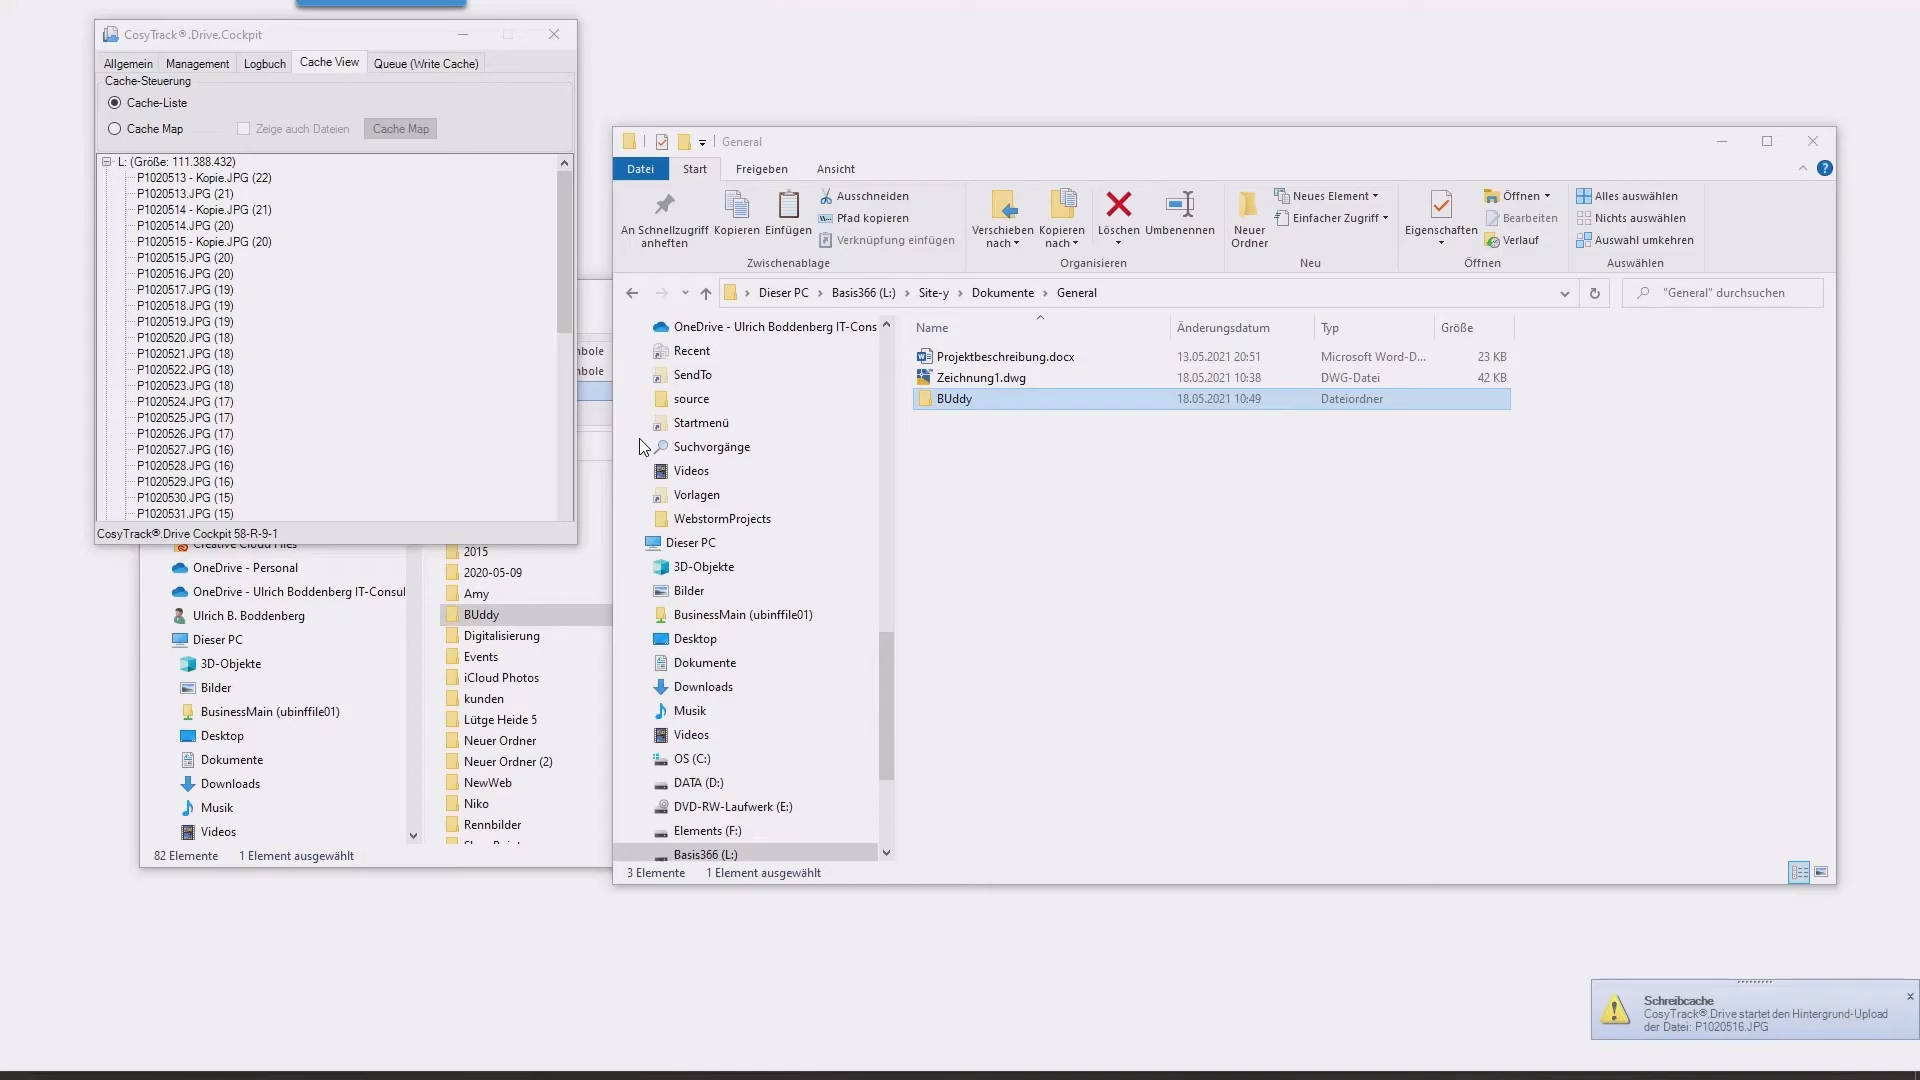 CosyTrack®.Drive.Cockpit
Allgemein
Management
Logbuch
Cache View
Queue (Write Cache)
Cache-Steuerung
Cache-Liste
Cache Map
Zeige auch Dateien
Cache Map
L: (Größe: 111.388.432)
P1020513 - Kopie.JPG (22)
P1020513.JPG (21)
P1020514 - Kopie.JPG (21)
P1020514.JPG (20)
P1020515 - Kopie.JPG (20)
P1020515.JPG (20)
P1020516.JPG (20)
P1020517.JPG (19)
P1020518.JPG (19)
P1020519.JPG (19)
P1020520.JPG (18)
P1020521.JPG (18)
P1020522.JPG (18)
P1020523.JPG (18)
P1020524.JPG (17)
P1020525.JPG (17)
P1020526.JPG (17)
P1020527.JPG (16)
P1020528.JPG (16)
P1020529.JPG (16)
P1020530.JPG (15)
P1020531.JPG (15)
CosyTrack®.Drive Cockpit 58-R-9-1
Creative Cloud Files
OneDrive - Personal
OneDrive - Ulrich Boddenberg IT-Consul
Ulrich B. Boddenberg
Dieser PC
3D-Objekte
Bilder
BusinessMain (ubinffile01)
Desktop
Dokumente
Downloads
Musik
Videos
2015
2020-05-09
Amy
BUddy
Digitalisierung
Events
iCloud Photos
kunden
Lütge Heide 5
Neuer Ordner
Neuer Ordner (2)
NewWeb
Niko
Rennbilder
82 Elemente
1 Element ausgewählt
General
Datei
Start
Freigeben
Ansicht
An Schnellzugriff
anheften
Kopieren
Einfügen
Ausschneiden
Pfad kopieren
Verknüpfung einfügen
Zwischenablage
Verschieben
nach
Kopieren
nach
Löschen
Umbenennen
Organisieren
Neuer
Ordner
Neues Element
Einfacher Zugriff
Neu
Eigenschaften
Öffnen
Bearbeiten
Verlauf
Öffnen
Alles auswählen
Nichts auswählen
Auswahl umkehren
Auswählen
Dieser PC
Basis366 (L:)
Site-y
Dokumente
General
"General" durchsuchen
OneDrive - Ulrich Boddenberg IT-Cons
Recent
SendTo
source
Startmenü
Suchvorgänge
Videos
Vorlagen
WebstormProjects
Dieser PC
3D-Objekte
Bilder
BusinessMain (ubinffile01)
Desktop
Dokumente
Downloads
Musik
Videos
OS (C:)
DATA (D:)
DVD-RW-Laufwerk (E:)
Elements (F:)
Basis366 (L:)
Name Änderungsdatum Typ Größe
Projektbeschreibung.docx 13.05.2021 20:51 Microsoft Word-D... 23 KB
Zeichnung1.dwg 18.05.2021 10:38 DWG-Datei 42 KB
BUddy 18.05.2021 10:49 Dateiordner
3 Elemente
1 Element ausgewählt
Schreibcache
CosyTrack®.Drive startet den Hintergrund-Upload
der Datei: P1020516.JPG